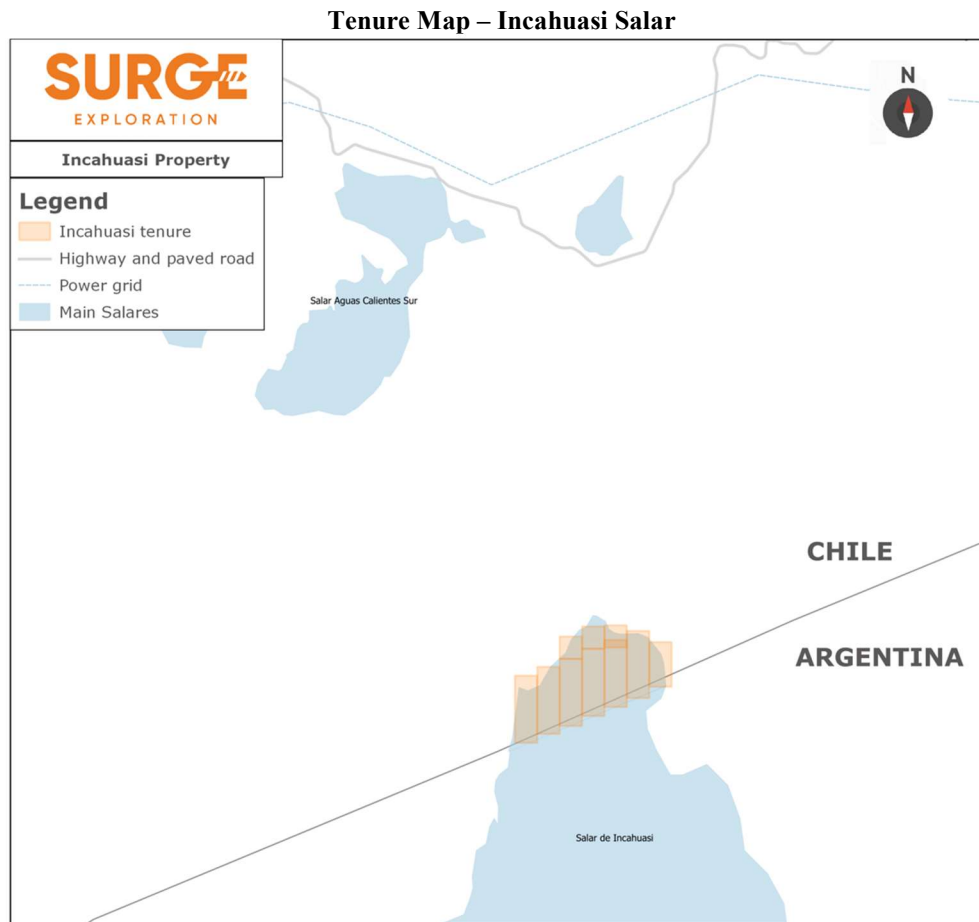 Tenure Map – Incahuasi Salar
SURGE
EXPLORATION
Incahuasi Property
Legend
Incahuasi tenure
Highway and paved road
Power grid
Main Salares
N
Salar Aguas Calientes Sur
CHILE
ARGENTINA
Salar de Incahuasi